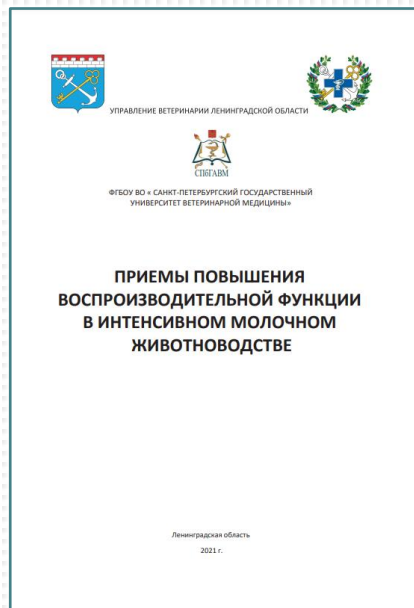 УПРАВЛЕНИЕ ВЕТЕРИНАРИИ ЛЕНИНГРАДСКОЙ ОБЛАСТИ
СПбГАВМ
ФГБОУ ВО « САНКТ-ПЕТЕРБУРГСКИЙ ГОСУДАРСТВЕННЫЙ
УНИВЕРСИТЕТ ВЕТЕРИНАРНОЙ МЕДИЦИНЫ»
ПРИЕМЫ ПОВЫШЕНИЯ
ВОСПРОИЗВОДИТЕЛЬНОЙ ФУНКЦИИ
В ИНТЕНСИВНОМ МОЛОЧНОМ
ЖИВОТНОВОДСТВЕ
Ленинградская область
2021 г.